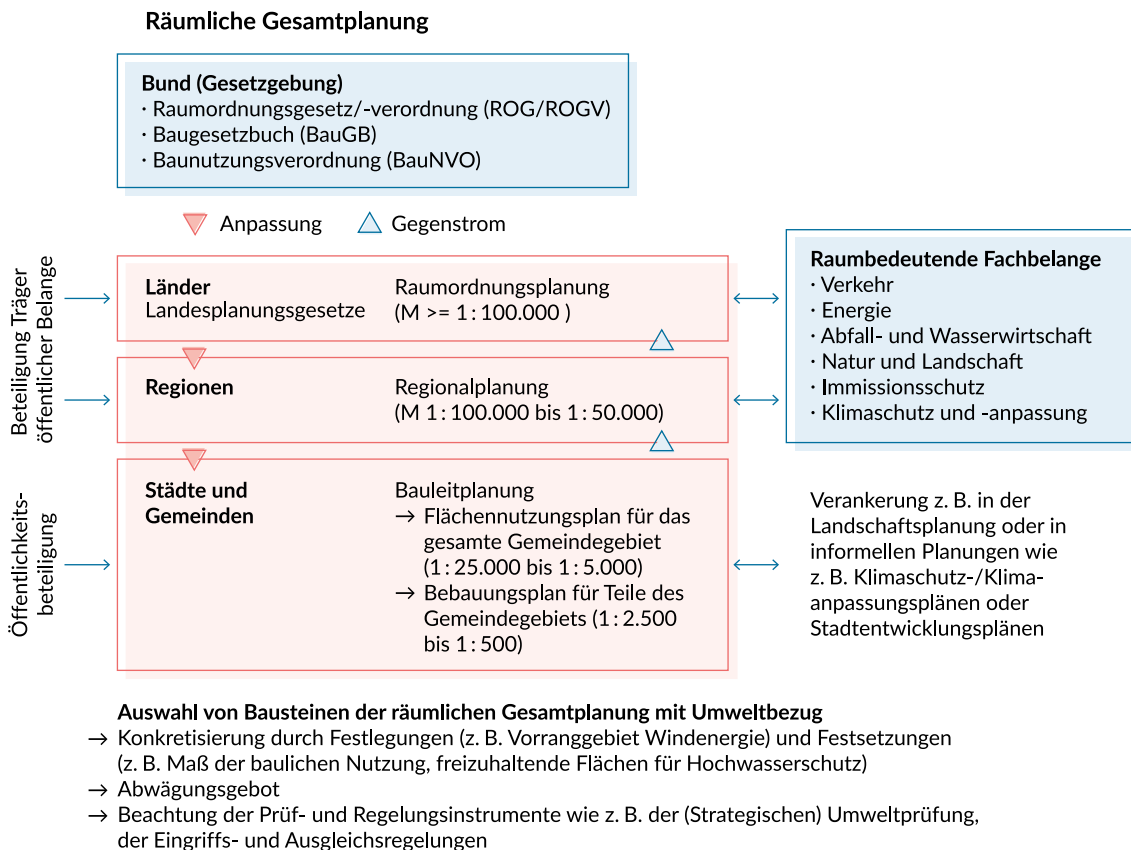 Räumliche Gesamtplanung
Bund (Gesetzgebung)
· Raumordnungsgesetz/-verordnung (ROG/ROGV)
· Baugesetzbuch (BauGB)
· Baunutzungsverordnung (BauNVO)
Anpassung
Gegenstrom
Beteiligung Träger
öffentlicher Belange
Länder
Landesplanungsgesetze
Raumordnungsplanung
(M >= 1 : 100.000 )
Regionen
Regionalplanung
(M 1 : 100.000 bis 1 : 50.000)
Raumbedeutende Fachbelange
· Verkehr
· Energie
· Abfall- und Wasserwirtschaft
· Natur und Landschaft
· Immissionsschutz
· Klimaschutz und -anpassung
Öffentlichkeits-
beteiligung
Städte und
Gemeinden
Bauleitplanung
→ Flächennutzungsplan für das
gesamte Gemeindegebiet
(1 : 25.000 bis 1 : 5.000)
→ Bebauungsplan für Teile des
Gemeindegebiets (1 : 2.500
bis 1 : 500)
Verankerung z. B. in der
Landschaftsplanung oder in
informellen Planungen wie
z. B. Klimaschutz-/Klima-
anpassungsplänen oder
Stadtentwicklungsplänen
Auswahl von Bausteinen der räumlichen Gesamtplanung mit Umweltbezug
→ Konkretisierung durch Festlegungen (z. B. Vorranggebiet Windenergie) und Festsetzungen
(z. B. Maß der baulichen Nutzung, freizuhaltende Flächen für Hochwasserschutz)
→ Abwägungsgebot
→ Beachtung der Prüf- und Regelungsinstrumente wie z. B. der (Strategischen) Umweltprüfung,
der Eingriffs- und Ausgleichsregelungen